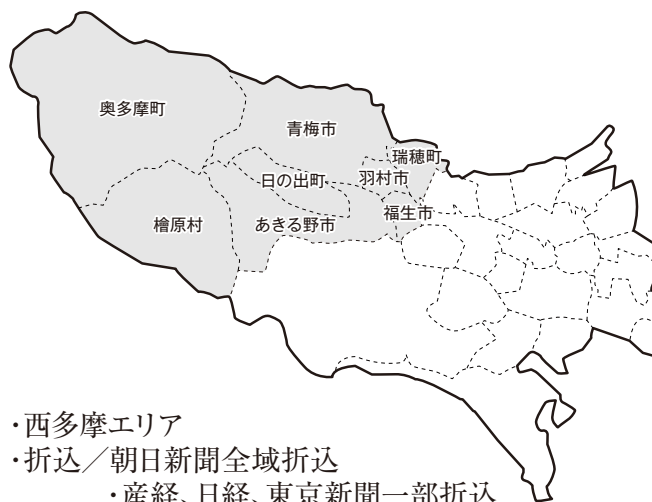 奥多摩町
青梅市
瑞穂町
日の出町
羽村市
檜原村
あきる野市
福生市
・西多摩エリア
・折込／朝日新聞全域折込
・産経、日経、東京新聞一部折込